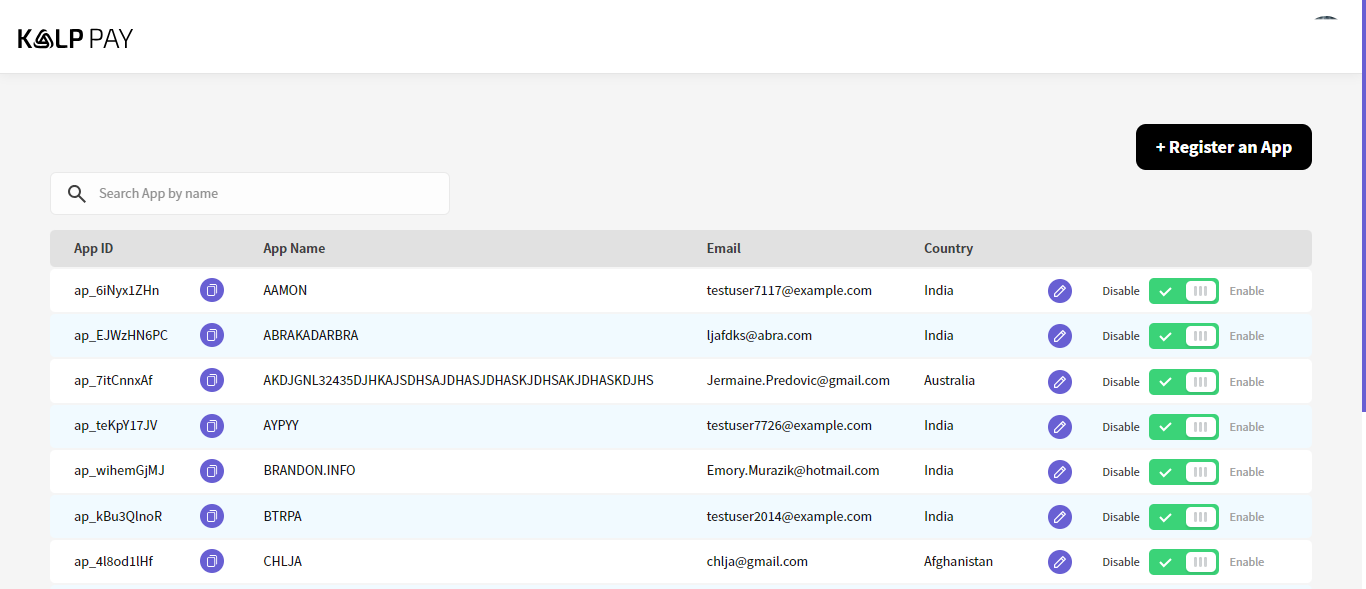 KALP PAY
+ Register an App
Search App by name
App ID App Name Email Country
ap_6iNyx1ZHn AAMON testuser7117@example.com India Disable Enable
ap_EJWzHN6PC ABRAKADARBRA ljafdks@abra.com India Disable Enable
ap_7itCnnxAf AKDJGNL32435DJHKAJSDHSAJDHASJDHASKJDHSAKJDHASKDJHS Jermaine.Predovic@gmail.com Australia Disable Enable
ap_teKpY17JV AYPYY testuser7726@example.com India Disable Enable
ap_wihemGjMJ BRANDON.INFO Emory.Murazik@hotmail.com India Disable Enable
ap_kBu3QlnoR BTRPA testuser2014@example.com India Disable Enable
ap_4l8od1lHf CHLJA chlja@gmail.com Afghanistan Disable Enable